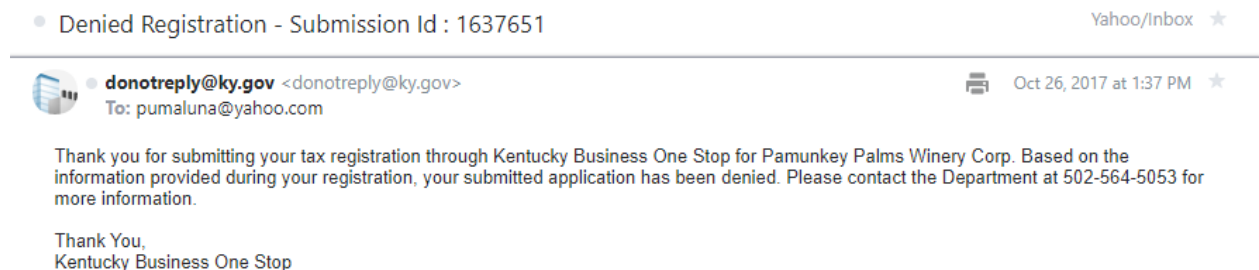 Denied Registration - Submission Id : 1637651
Yahoo/Inbox
donotreply@ky.gov <donotreply@ky.gov>
Oct 26, 2017 at 1:37 PM
To: pumaluna@yahoo.com
Thank you for submitting your tax registration through Kentucky Business One Stop for Pamunkey Palms Winery Corp. Based on the
information provided during your registration, your submitted application has been denied. Please contact the Department at 502-564-5053 for
more information.
Thank You,
Kentucky Business One Stop